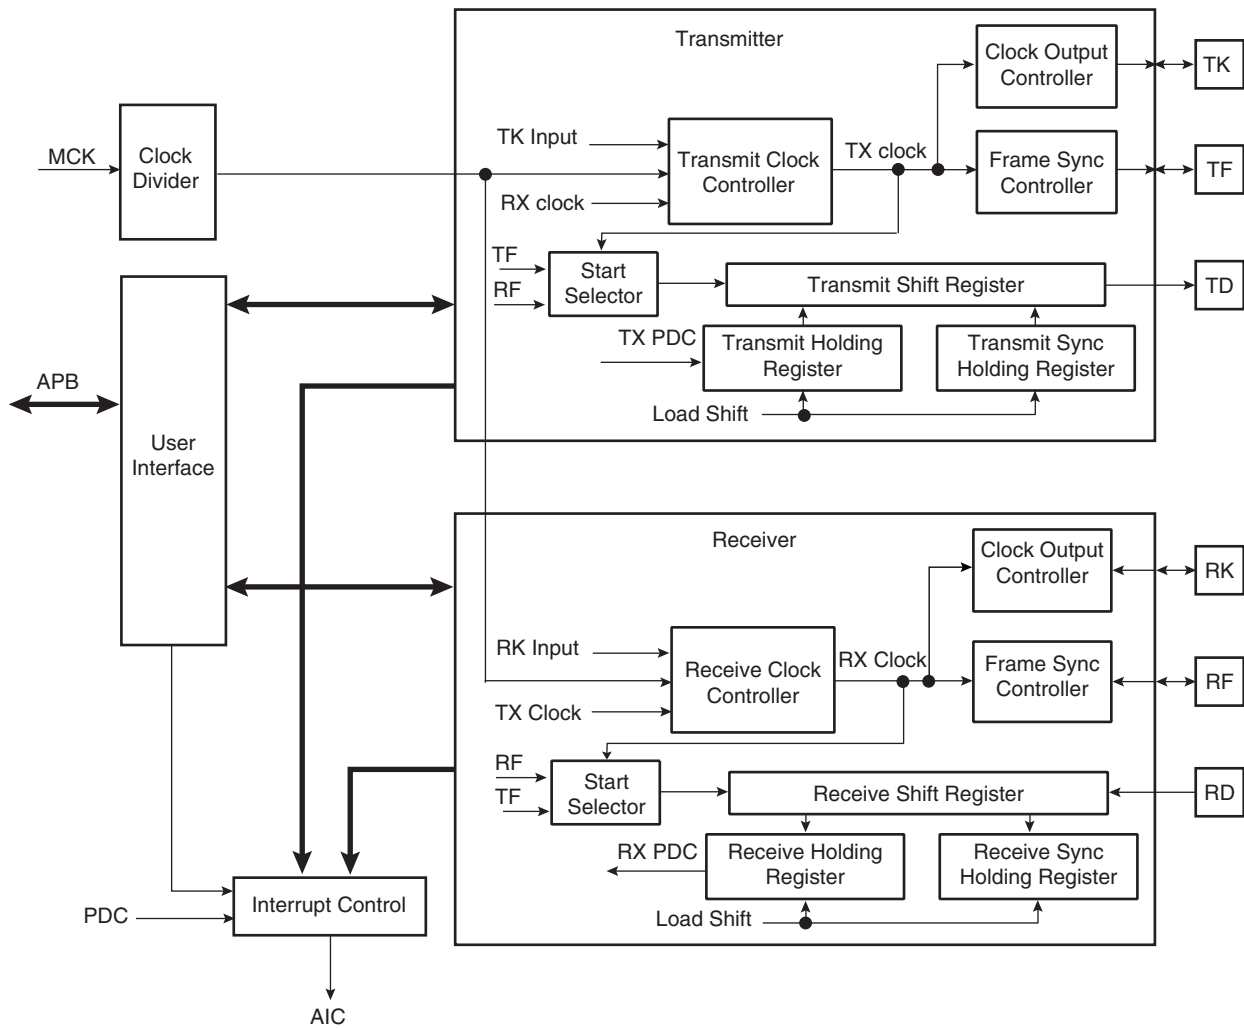 Transmitter
Clock Output
Controller
TK
MCK
Clock
Divider
TK Input
Transmit Clock
Controller
RX clock
TX clock
Frame Sync
Controller
TF
TF
RF
Start
Selector
Transmit Shift Register
TD
TX PDC
Transmit Holding
Register
Transmit Sync
Holding Register
Load Shift
APB
User
Interface
Receiver
Clock Output
Controller
RK
RK Input
Receive Clock
Controller
TX Clock
RX Clock
Frame Sync
Controller
RF
RF
TF
Start
Selector
Receive Shift Register
RD
RX PDC
Receive Holding
Register
Receive Sync
Holding Register
Load Shift
PDC
Interrupt Control
AIC